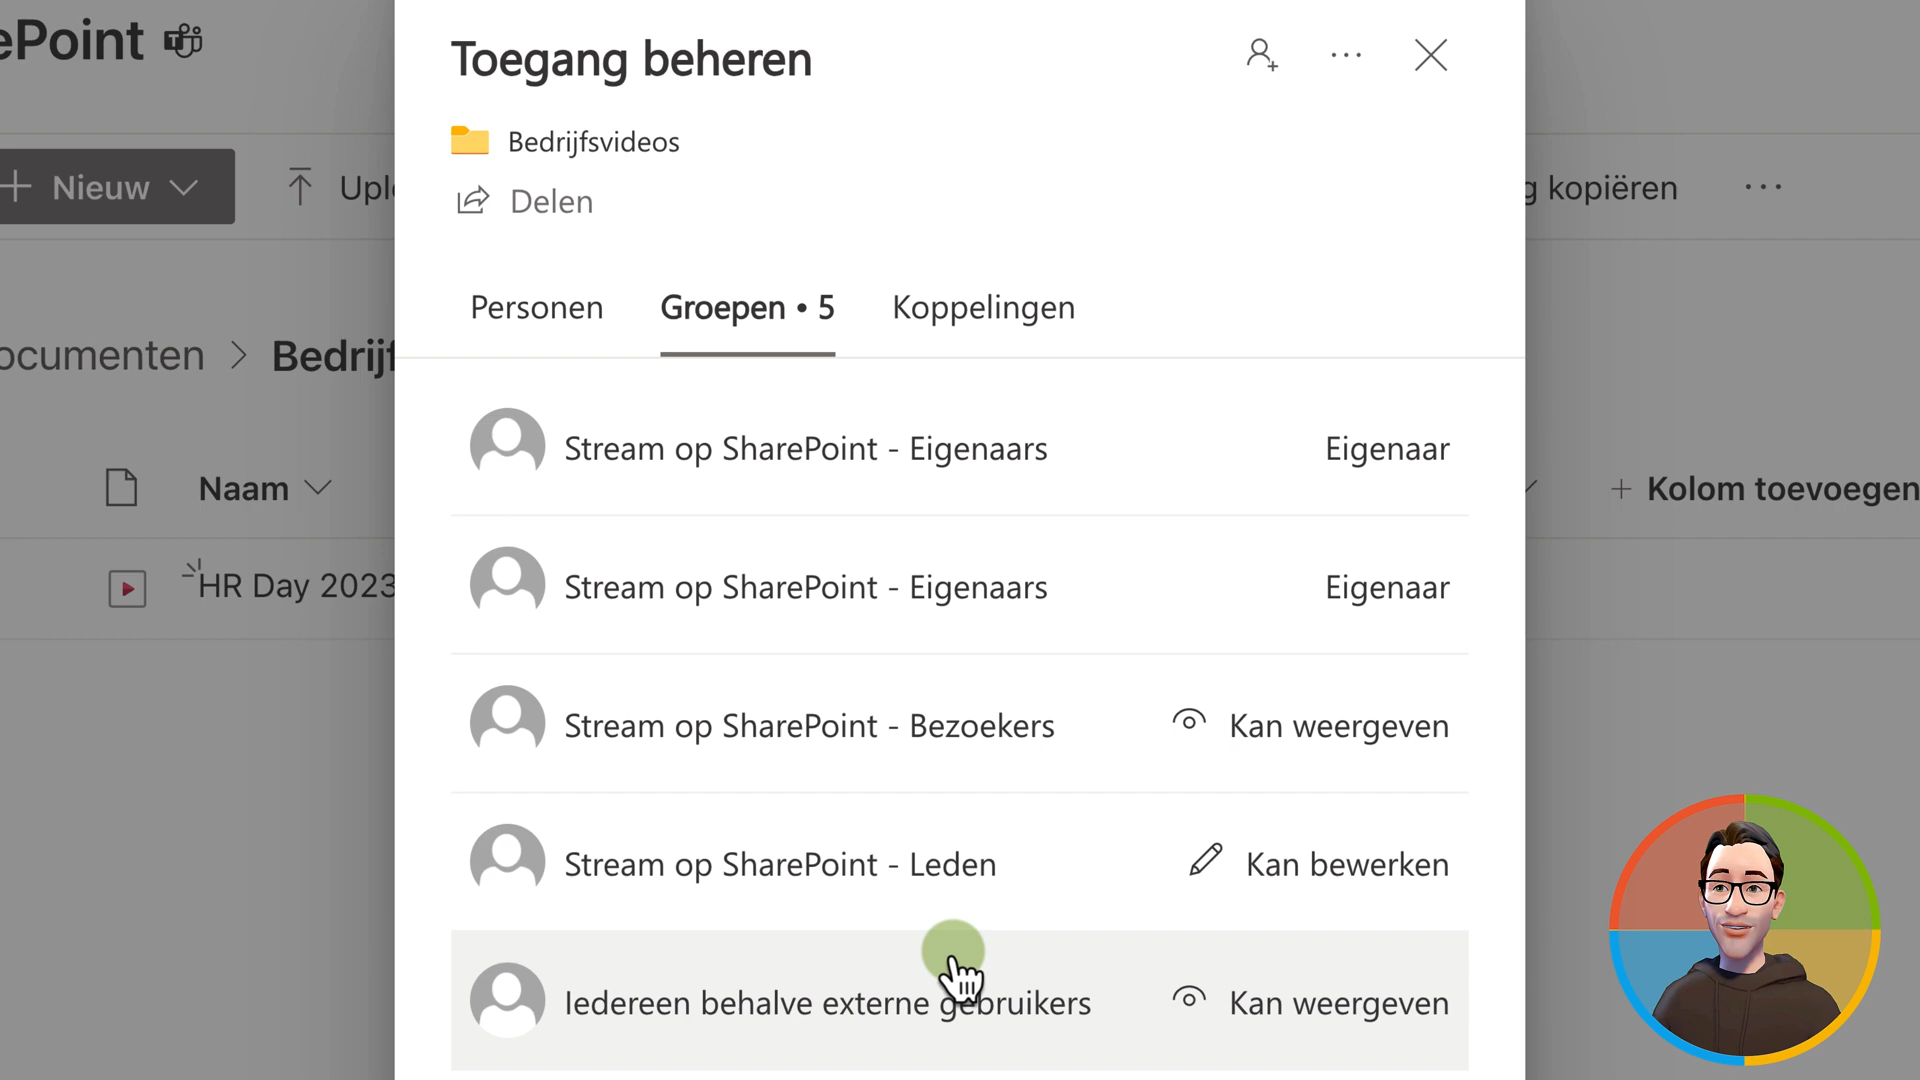 ePoint
Toegang beheren
Bedrijfsvideos
Nieuw
Uplo
Delen
g kopiëren
Personen
Groepen • 5
Koppelingen
ocumenten > Bedrijf
Stream op SharePoint - Eigenaars
Eigenaar
Naam
+ Kolom toevoegen
HR Day 2023
Stream op SharePoint - Eigenaars
Eigenaar
Stream op SharePoint - Bezoekers
Kan weergeven
Stream op SharePoint - Leden
Kan bewerken
Iedereen behalve externe gebruikers
Kan weergeven